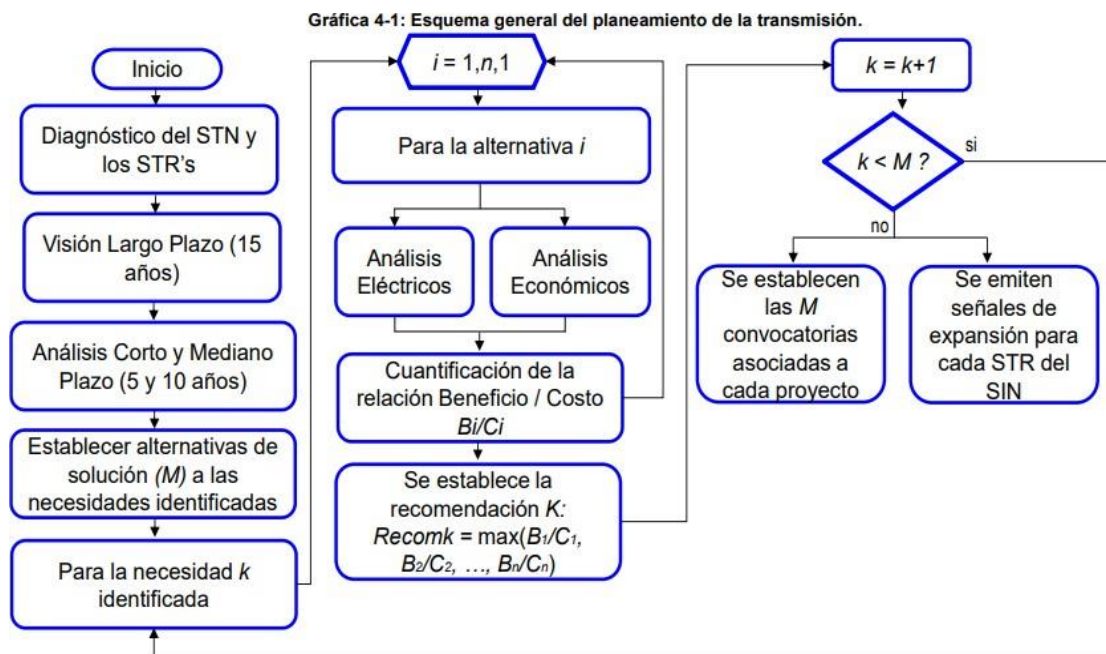 Gráfica 4-1: Esquema general del planeamiento de la transmisión.
Inicio
Diagnóstico del STN y
los STR's
Visión Largo Plazo (15
años)
Análisis Corto y Mediano
Plazo (5 y 10 años)
Establecer alternativas de
solución (M) a las
necesidades identificadas
Para la necesidad k
identificada
i = 1,n,1
Para la alternativa i
Análisis
Eléctricos
Análisis
Económicos
Cuantificación de la
relación Beneficio / Costo
Bi/Ci
Se establece la
recomendación K:
Recomk = max(B1/C1,
B2/C2, …, Bn/Cn)
k = k+1
k < M ?
si
no
Se establecen
las M
convocatorias
asociadas a
cada proyecto
Se emiten
señales de
expansión para
cada STR del
SIN